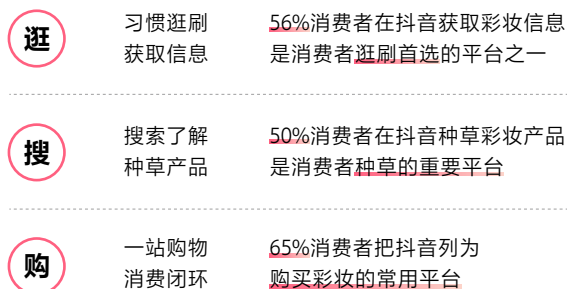 逛
习惯逛刷
获取信息
56%消费者在抖音获取彩妆信息
是消费者逛刷首选的平台之一
搜
搜索了解
种草产品
50%消费者在抖音种草彩妆产品
是消费者种草的重要平台
购
一站购物
消费闭环
65%消费者把抖音列为
购买彩妆的常用平台